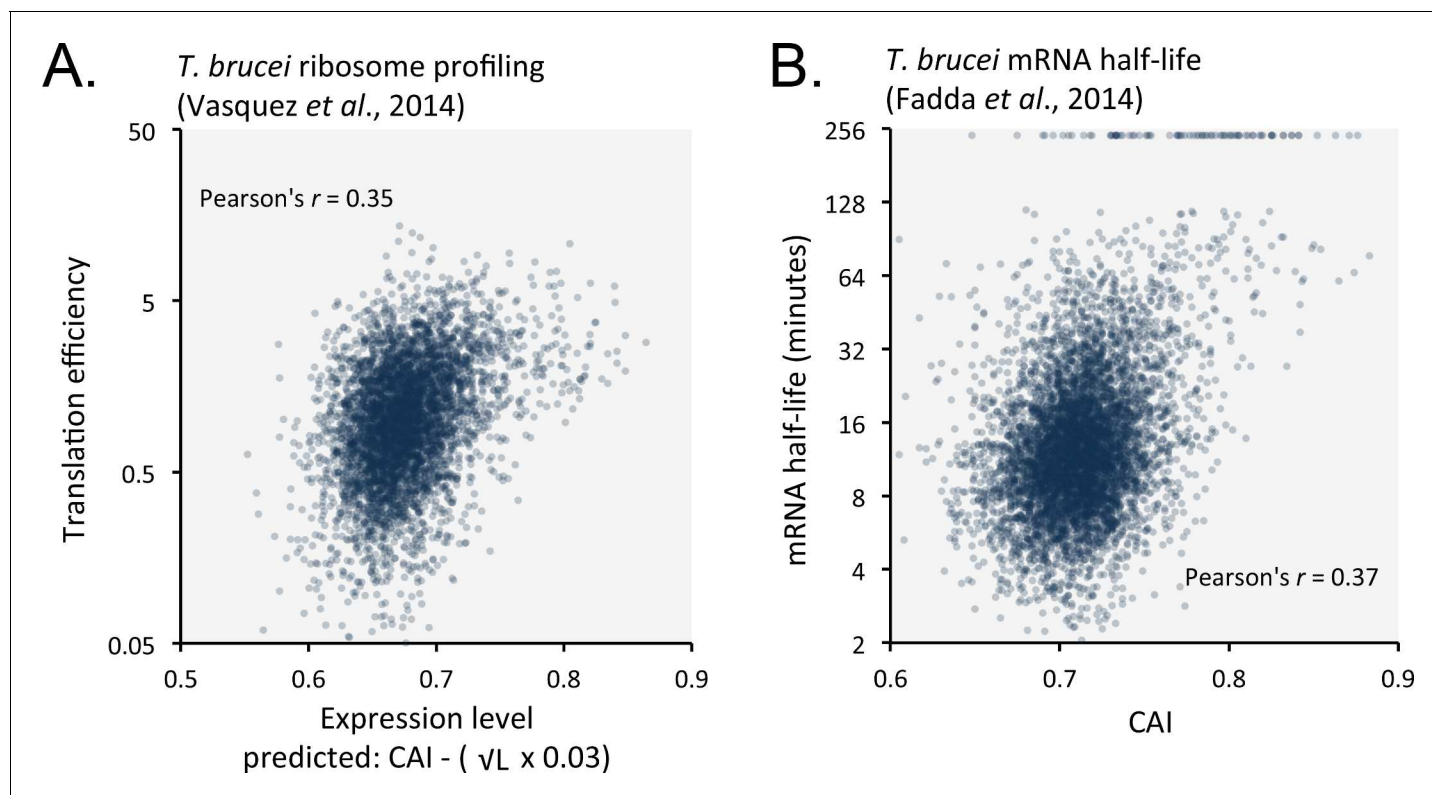 A.
T. brucei ribosome profiling
(Vasquez et al., 2014)
50
5
0.5
0.05
Translation efficiency
Pearson's r = 0.35
0.5 0.6 0.7 0.8 0.9
Expression level
predicted: CAI - ( √L x 0.03)
B.
T. brucei mRNA half-life
(Fadda et al., 2014)
256
128
64
32
16
8
4
2
mRNA half-life (minutes)
Pearson's r = 0.37
0.6 0.7 0.8 0.9
CAI